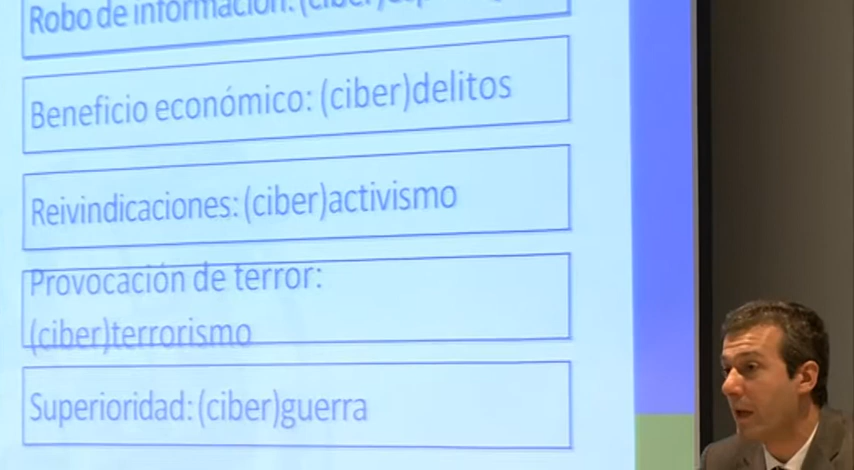 Robo de información: (ciber)
Beneficio económico: (ciber)delitos
Reivindicaciones: (ciber)activismo
Provocación de terror:
(ciber)terrorismo
Superioridad: (ciber)guerra